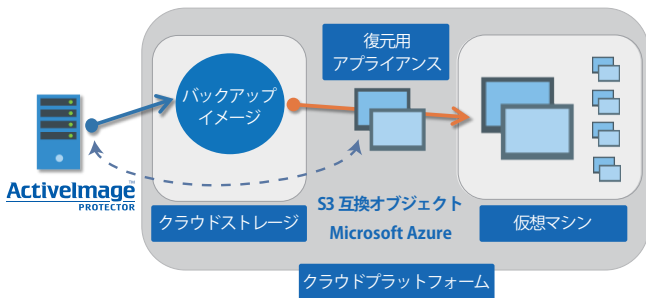 復元用
アプライアンス
バックアップ
イメージ
ActiveImage™
PROTECTOR
クラウドストレージ
S3 互換オブジェクト
Microsoft Azure
仮想マシン
クラウドプラットフォーム